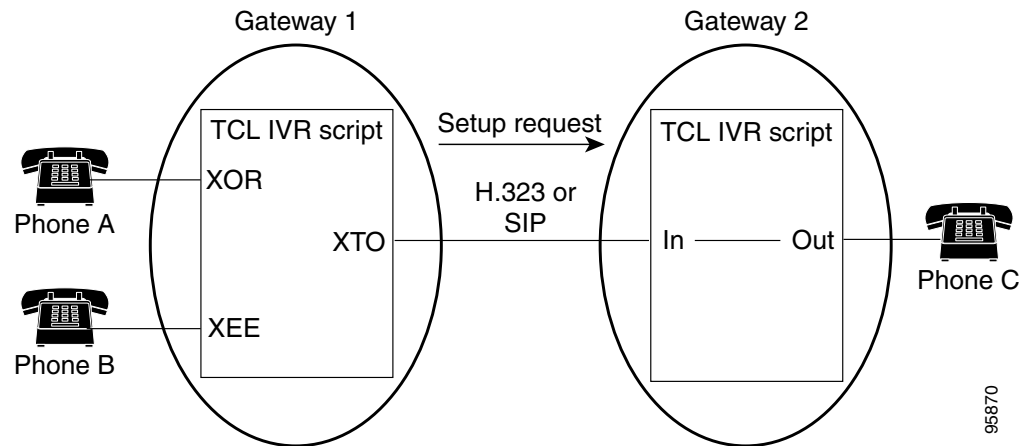 Gateway 1
Gateway 2
TCL IVR script
Setup request
TCL IVR script
XOR
Phone A
H.323 or
SIP
XTO
In
Out
Phone C
XEE
Phone B
95870